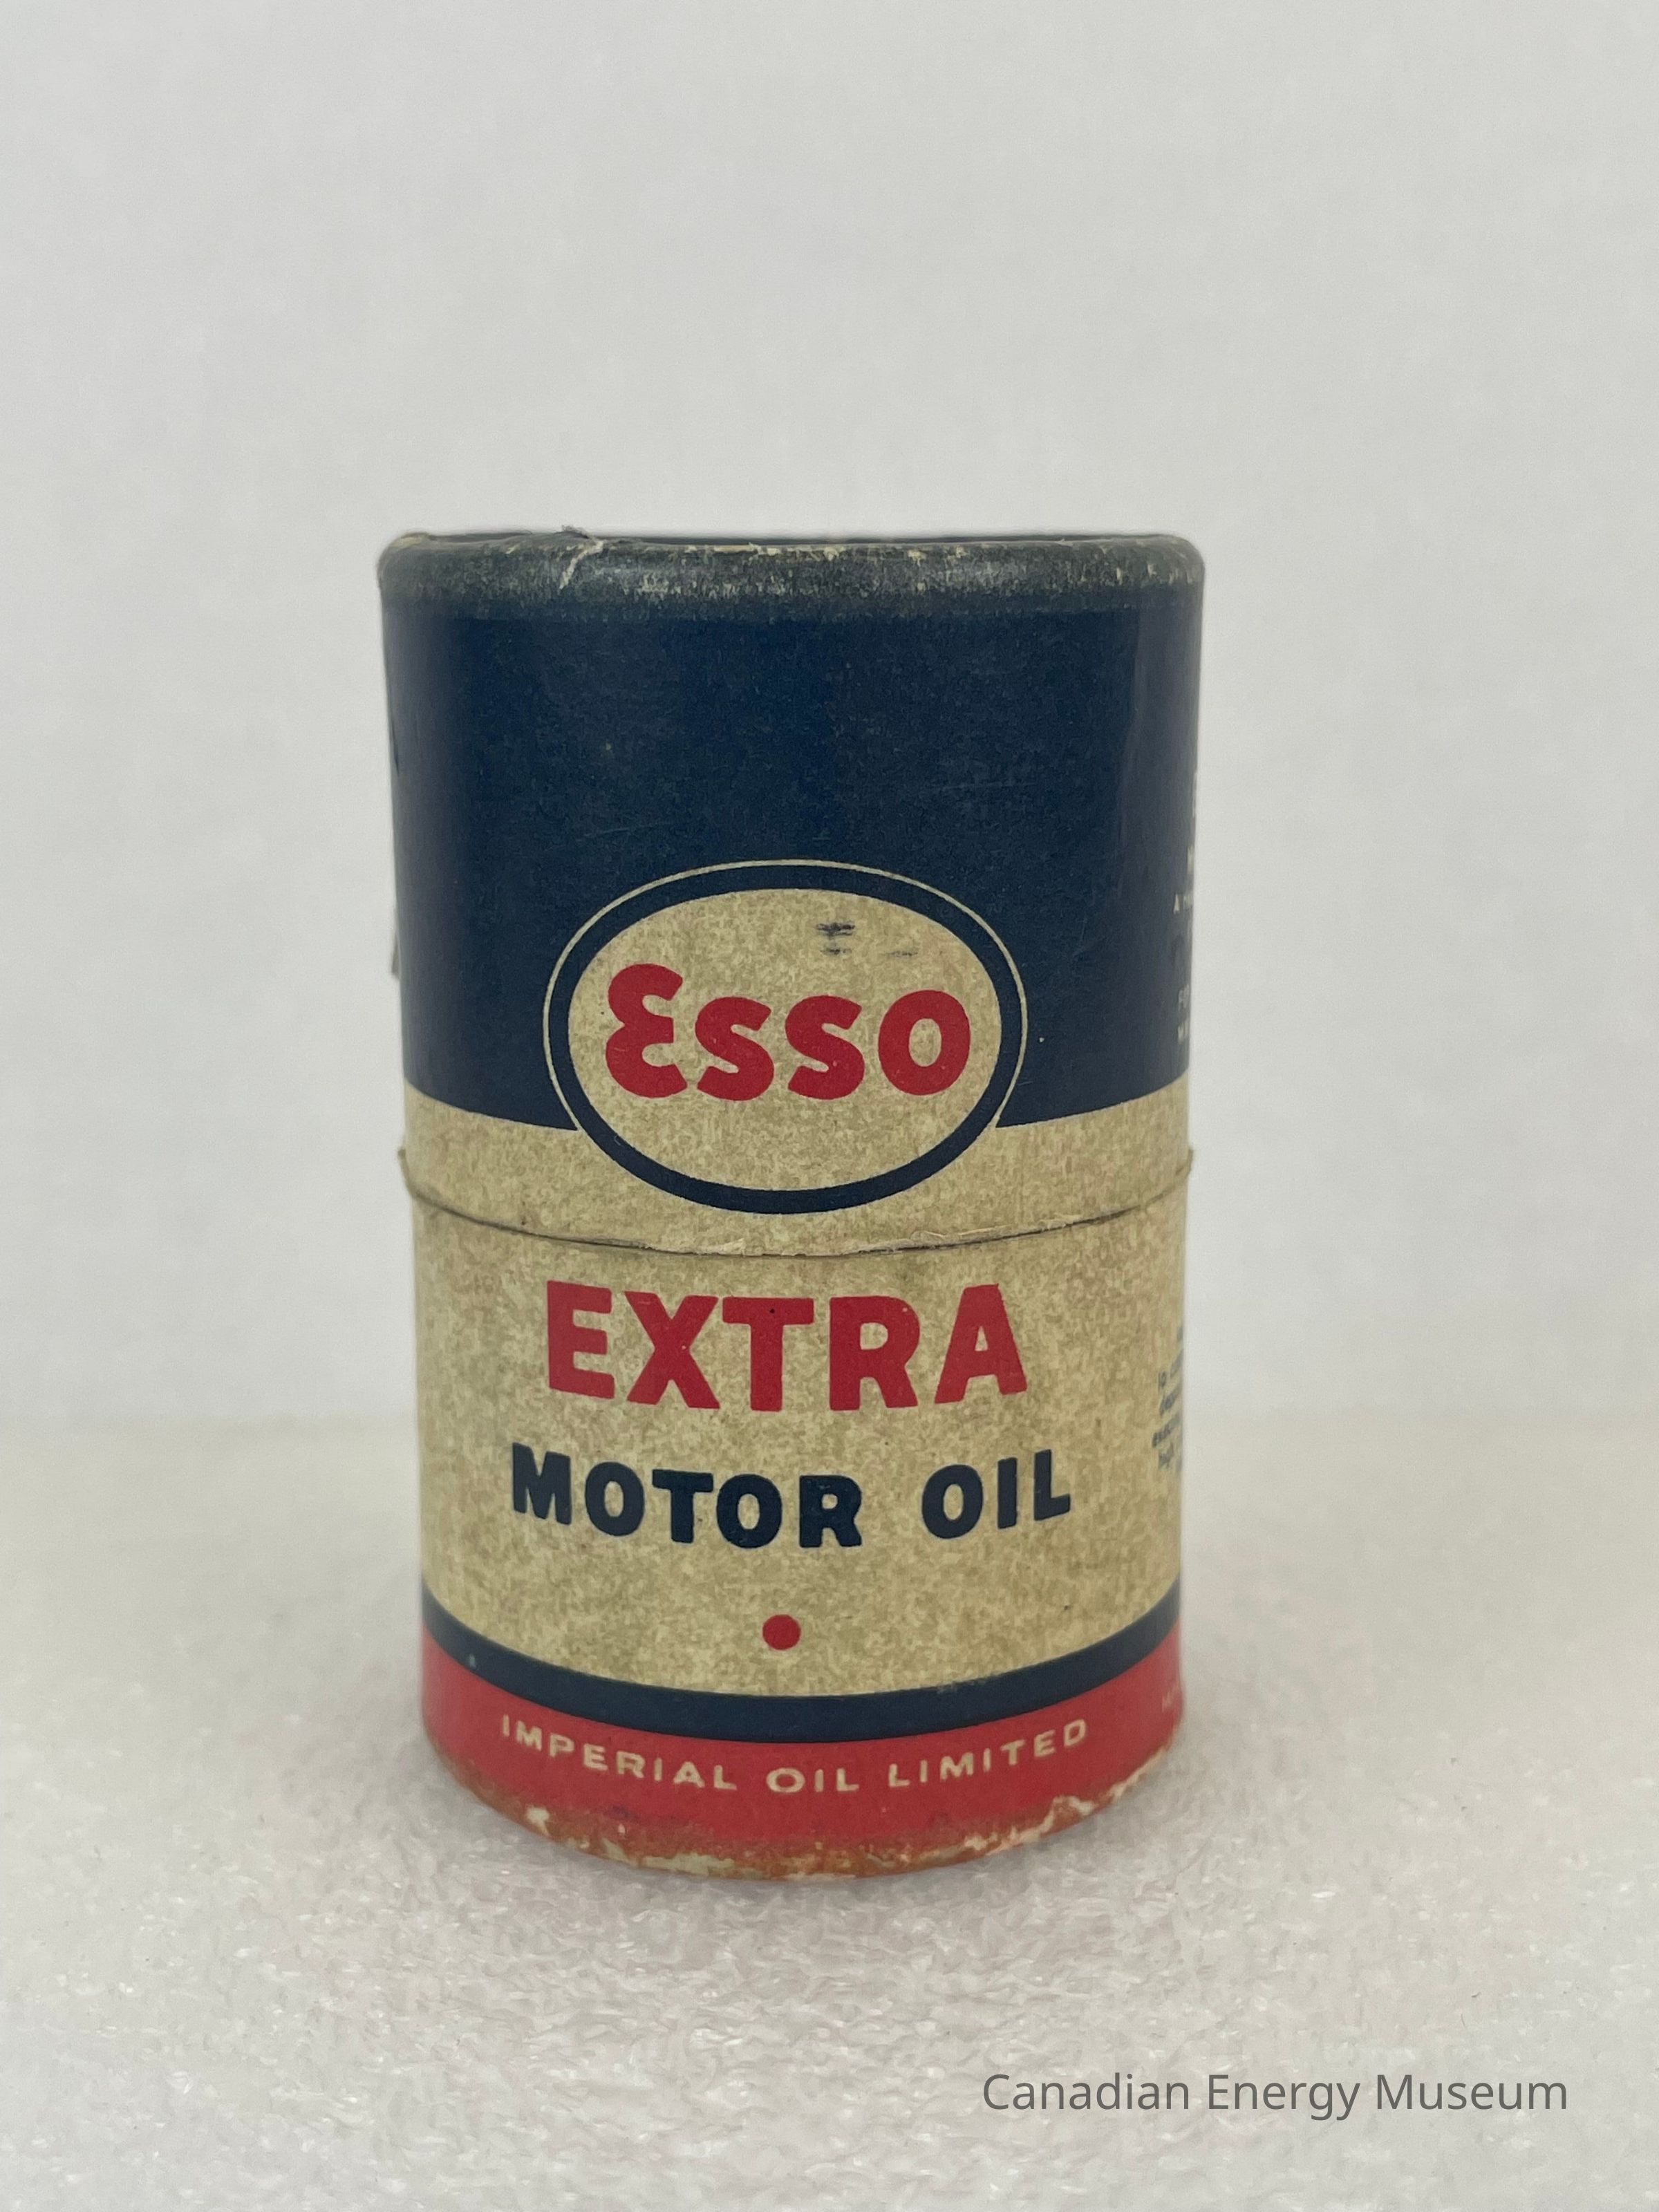 Esso
EXTRA
MOTOR OIL
IMPERIAL OIL LIMITED
Canadian Energy Museum